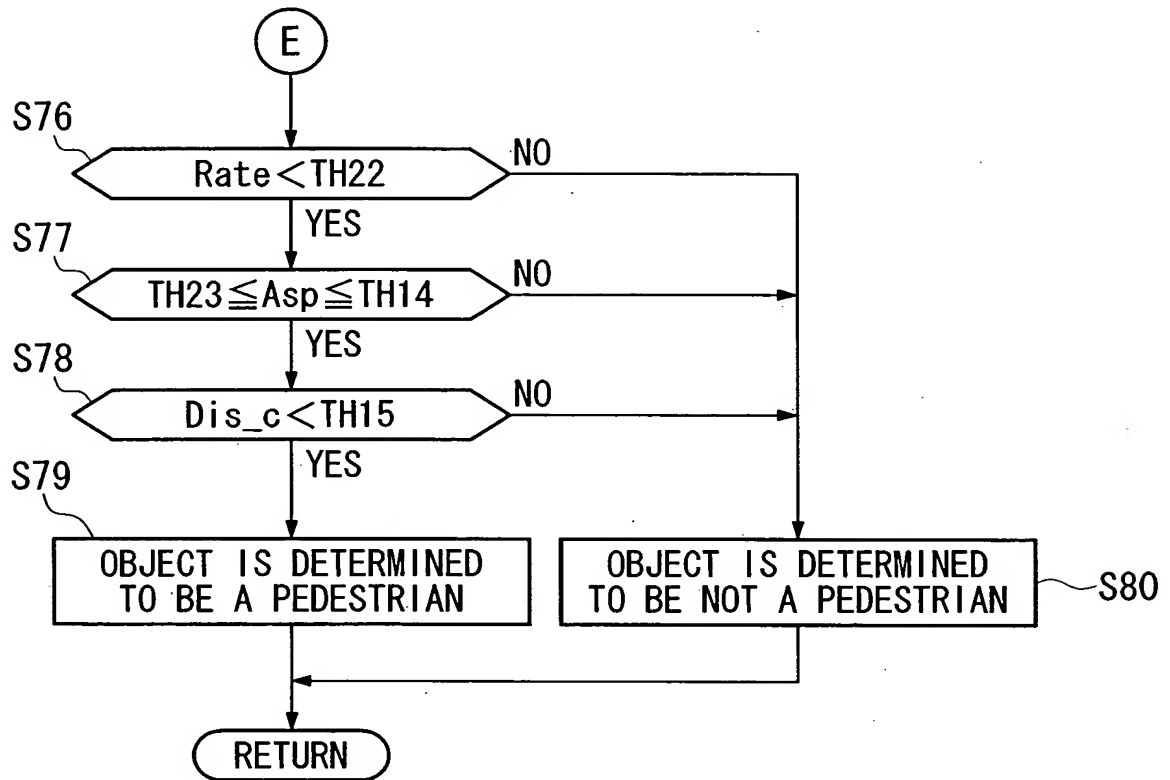 E
S76
Rate<TH22
NO
YES
S77
TH23≦Asp≦TH14
NO
YES
S78
Dis_c<TH15
NO
YES
S79
OBJECT IS DETERMINED
TO BE A PEDESTRIAN
OBJECT IS DETERMINED
TO BE NOT A PEDESTRIAN
S80
RETURN